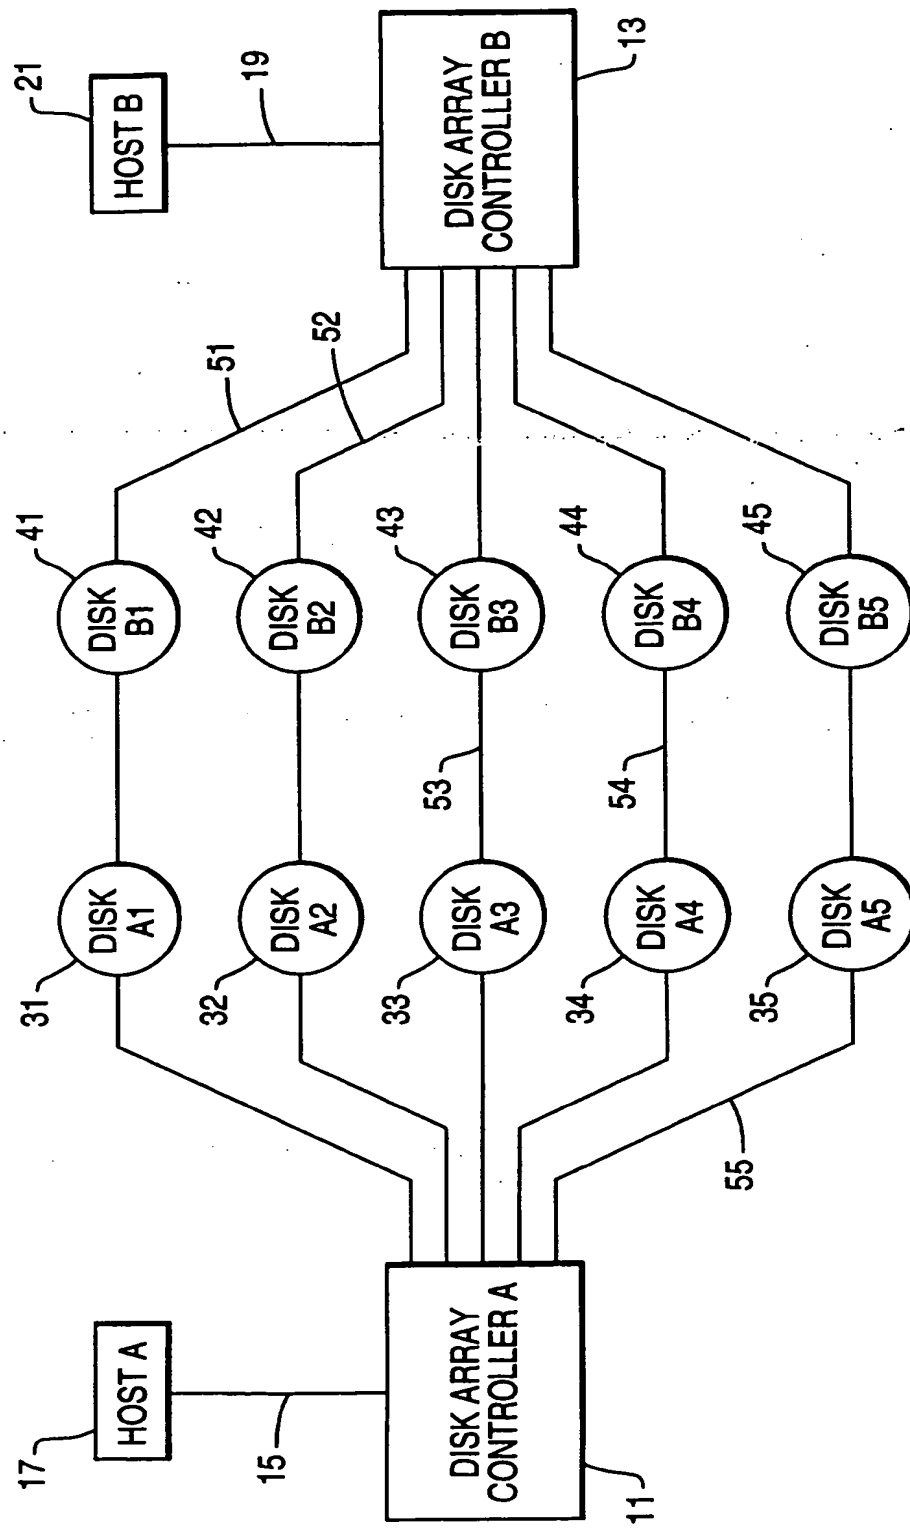 21
HOST B
19
DISK ARRAY
CONTROLLER B
13
51
52
41
DISK
B1
42
DISK
B2
43
DISK
B3
44
DISK
B4
45
DISK
B5
53
54
31
DISK
A1
32
DISK
A2
33
DISK
A3
34
DISK
A4
35
DISK
A5
55
17
HOST A
15
DISK ARRAY
CONTROLLER A
11